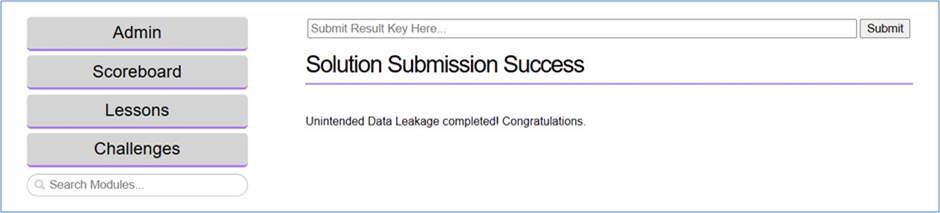 Admin
Scoreboard
Lessons
Challenges
Search Modules...
Submit Result Key Here...
Submit
Solution Submission Success
Unintended Data Leakage completed! Congratulations.